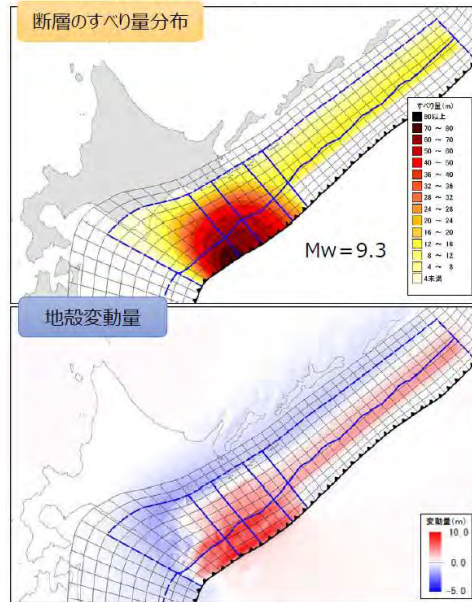 断層のすべり量分布
すべり量(m)
80以上
70 ~ 80
60 ~ 70
50 ~ 60
40 ~ 50
36 ~ 40
32 ~ 36
28 ~ 32
24 ~ 28
20 ~ 24
16 ~ 20
12 ~ 16
8 ~ 12
4 ~ 8
4未満
Mw=9.3
地殻変動量
変動量(m)
10.0
0.0
-5.0